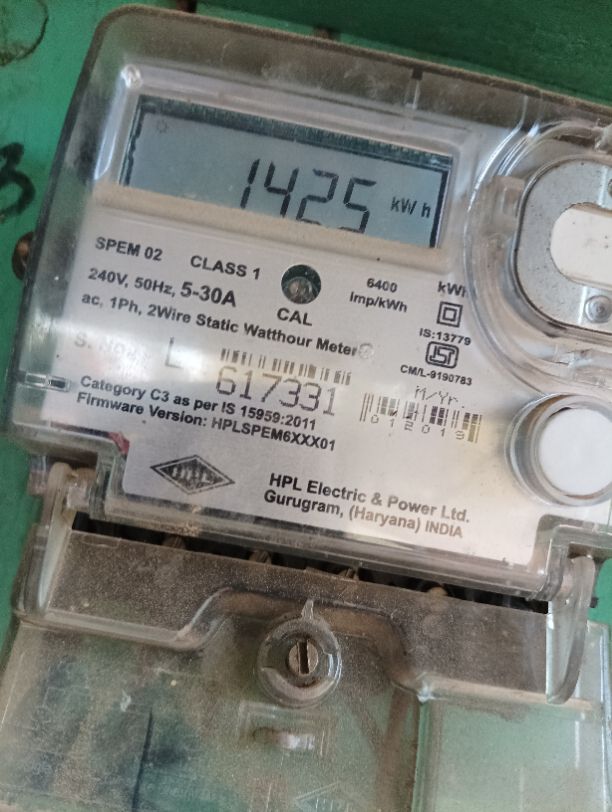 1425 kWh
SPEM 02 CLASS 1
240V, 50Hz, 5-30A
CAL
6400
Imp/kWh
kWh
ac, 1Ph, 2Wire Static Watthour Meter
IS:13779
ISI
CM/L-9190783
L
617331
M/Yr.
Category C3 as per IS 15959:2011
Firmware Version: HPLSPEM6XXX01
HPL
HPL Electric & Power Ltd.
Gurugram, (Haryana) INDIA